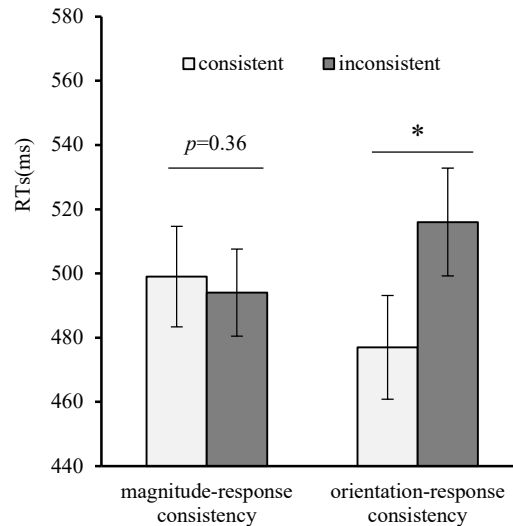 580
560
540
520
500
480
460
440
RTs(ms)
consistent inconsistent
p=0.36 *
magnitude-response orientation-response
consistency consistency